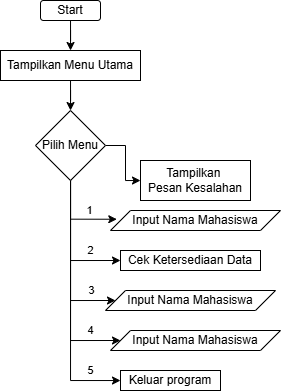 Start
Tampilkan Menu Utama
Pilih Menu
Tampilkan
Pesan Kesalahan
1
Input Nama Mahasiswa
2
Cek Ketersediaan Data
3
Input Nama Mahasiswa
4
Input Nama Mahasiswa
5
Keluar program